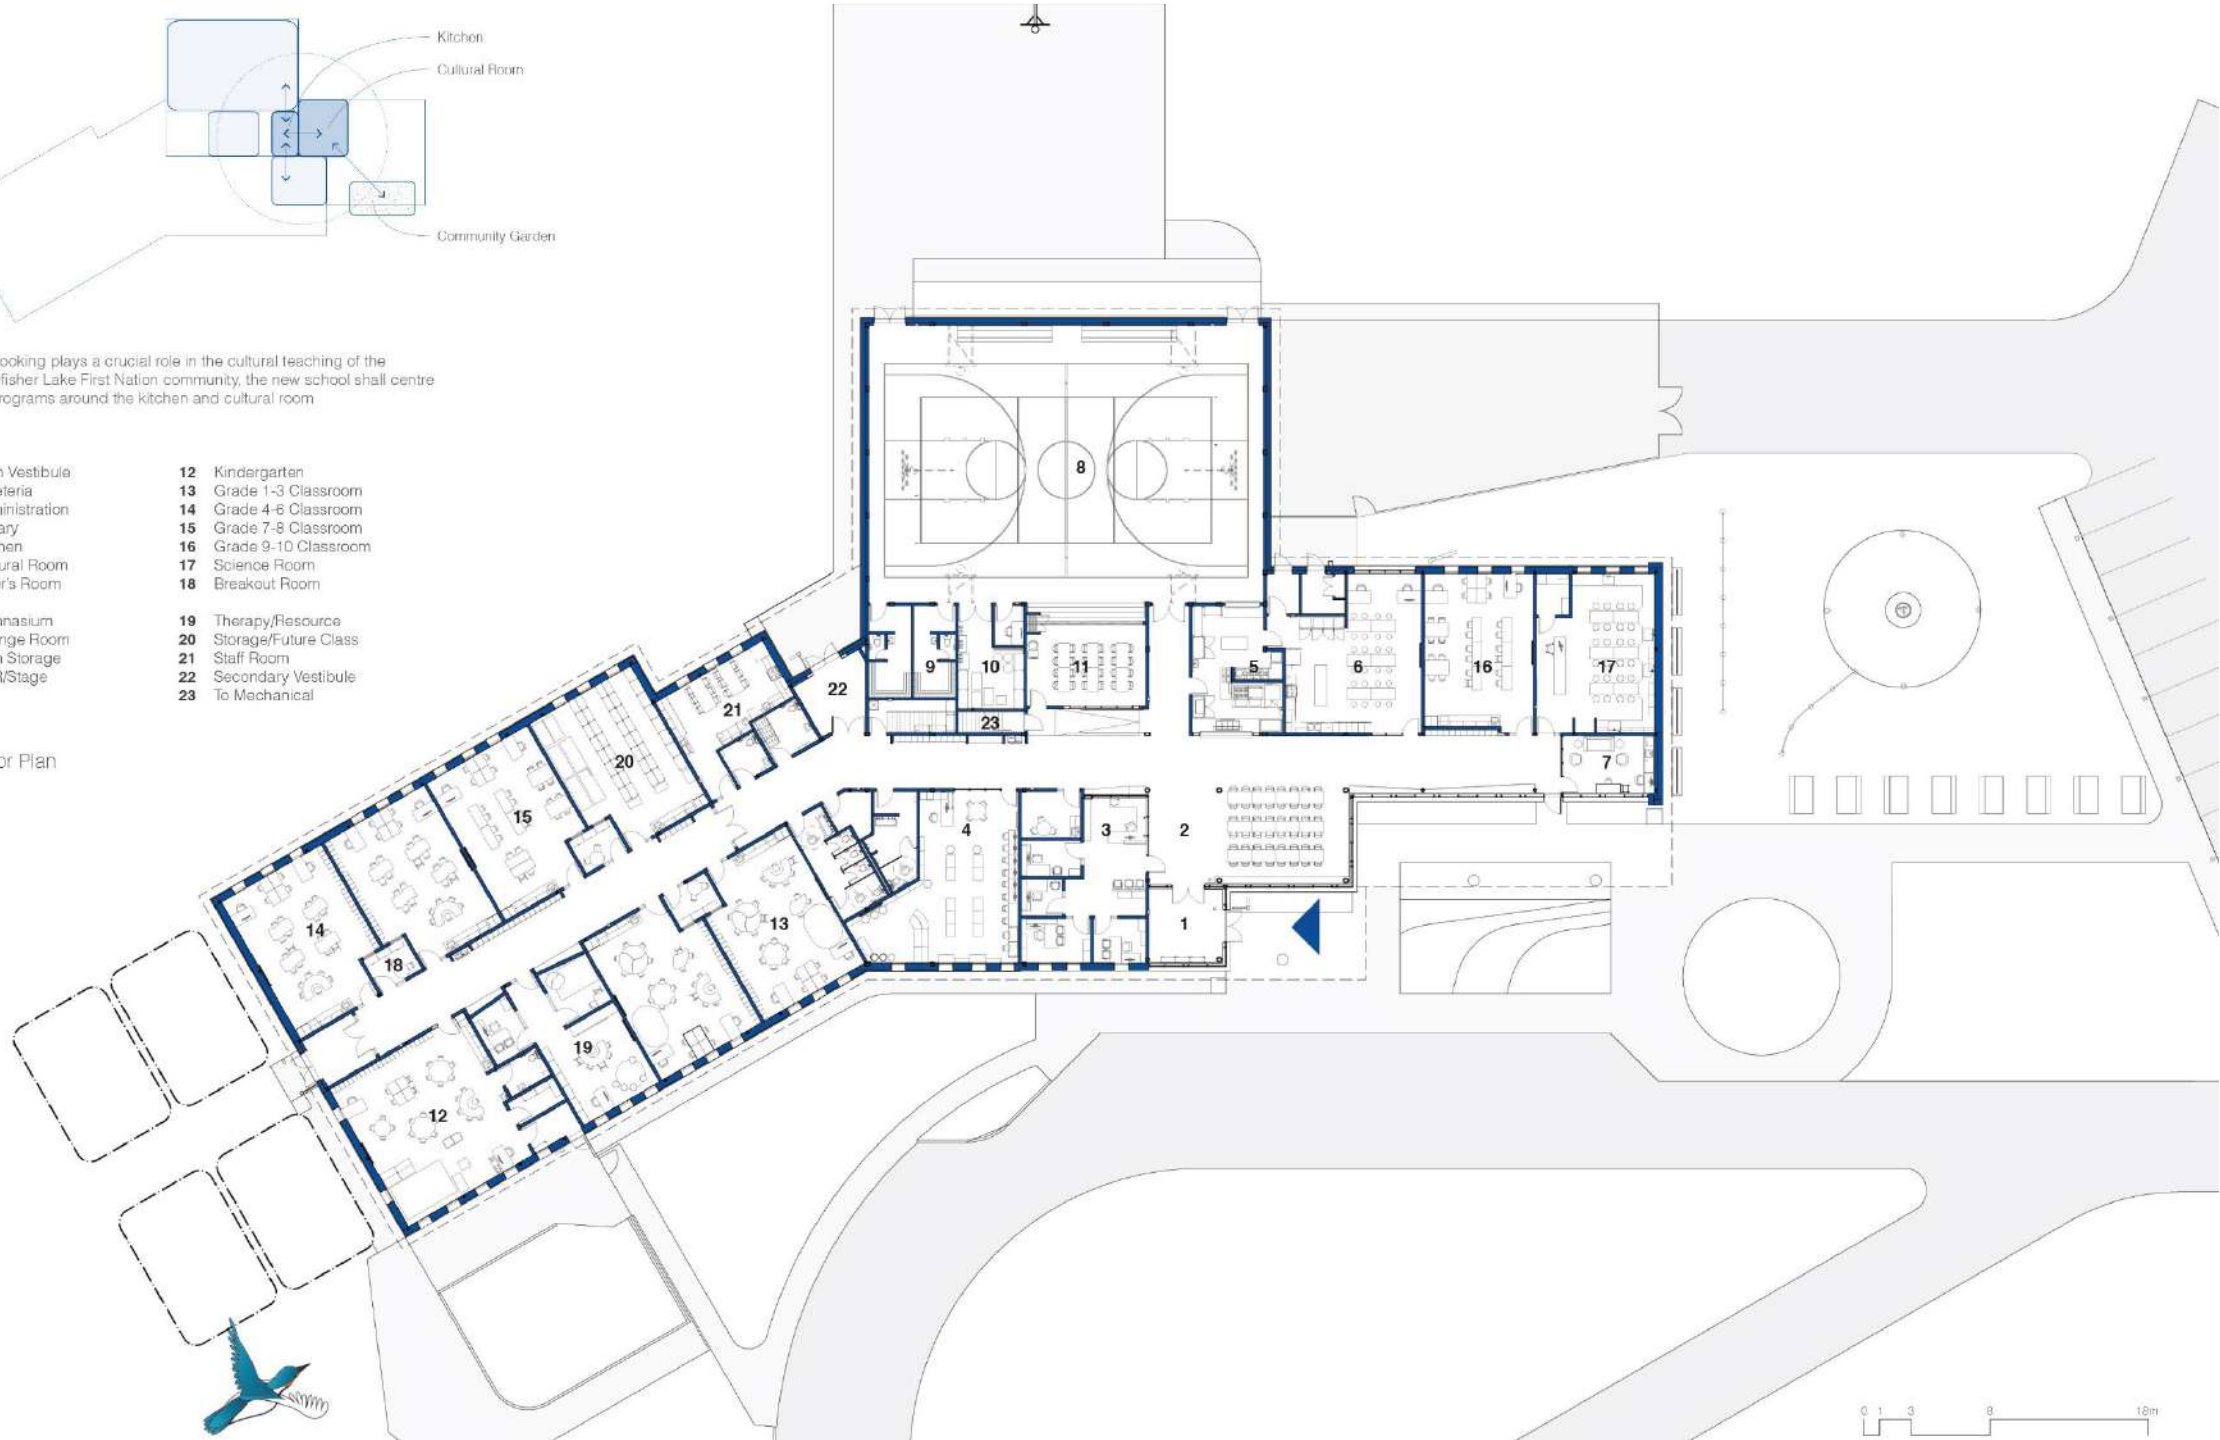 Kitchen
Cultural Room
Community Garden
ooking plays a crucial role in the cultural teaching of the
fisher Lake First Nation community, the new school shall centre
rograms around the kitchen and cultural room
n Vestibule
eteria
ministration
ary
hen
ural Room
er's Room
nasium
nge Room
n Storage
R/Stage
12 Kindergarten
13 Grade 1-3 Classroom
14 Grade 4-6 Classroom
15 Grade 7-8 Classroom
16 Grade 9-10 Classroom
17 Science Room
18 Breakout Room
19 Therapy/Resource
20 Storage/Future Class
21 Staff Room
22 Secondary Vestibule
23 To Mechanical
or Plan
8
5
6
16
17
9
10
11
22
21
23
7
20
15
4
3
2
14
13
1
18
19
12
0 1 3 8 18m